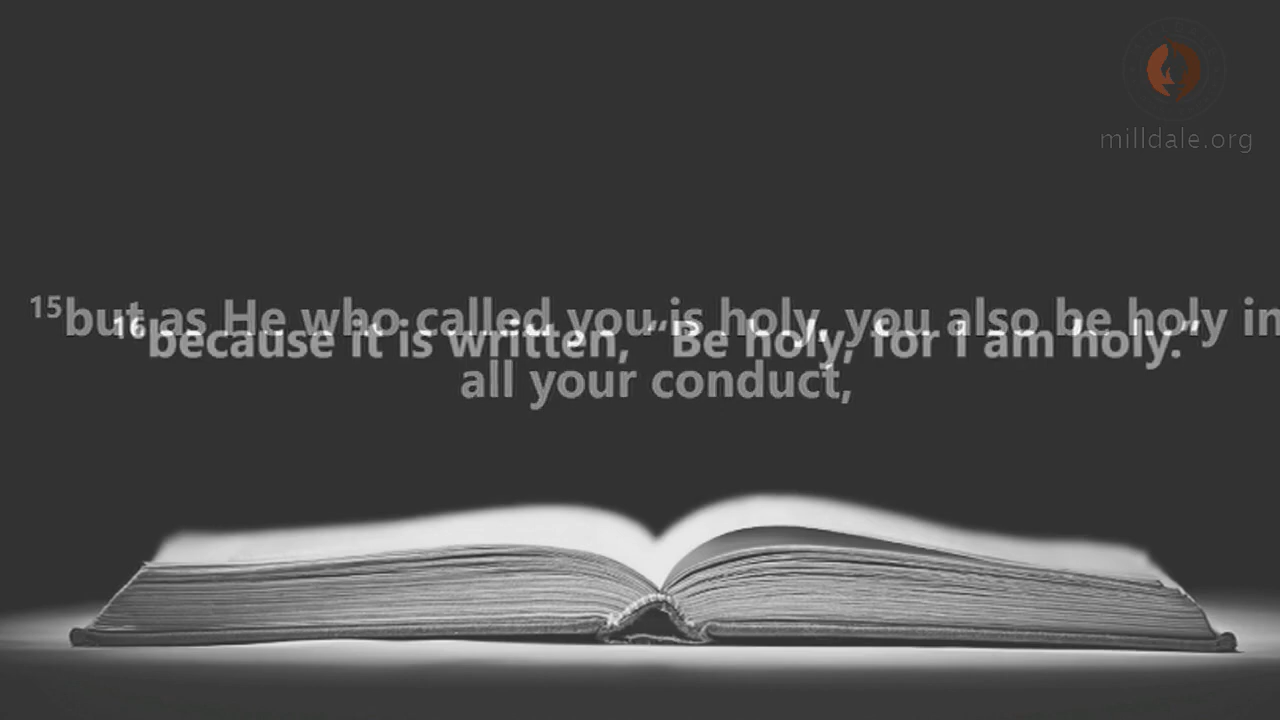 milldale.org
15but as He who called you is holy, you also be holy in
16because it is written, “Be holy, for I am holy.”
all your conduct,